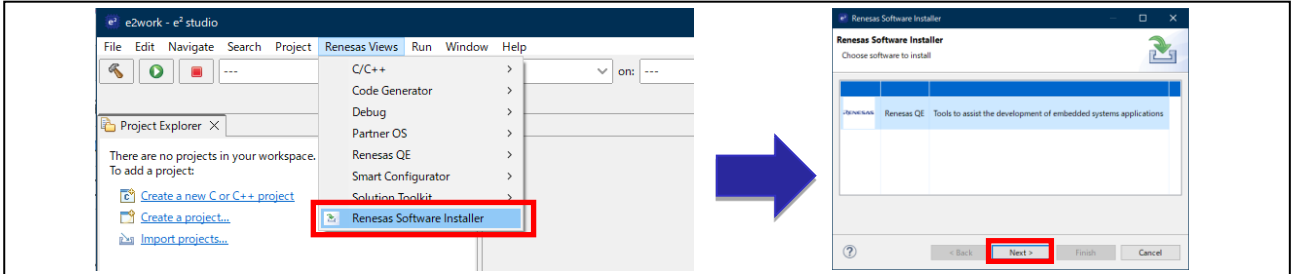 e2work - e² studio
File Edit Navigate Search Project Renesas Views Run Window Help
--- on: ---
Project Explorer
There are no projects in your workspace.
To add a project:
Create a new C or C++ project
Create a project...
Import projects...
C/C++
Code Generator
Debug
Partner OS
Renesas QE
Smart Configurator
Solution Toolkit
Renesas Software Installer
Renesas Software Installer
Renesas Software Installer
Choose software to install
RENESAS Renesas QE Tools to assist the development of embedded systems applications
< Back Next > Finish Cancel